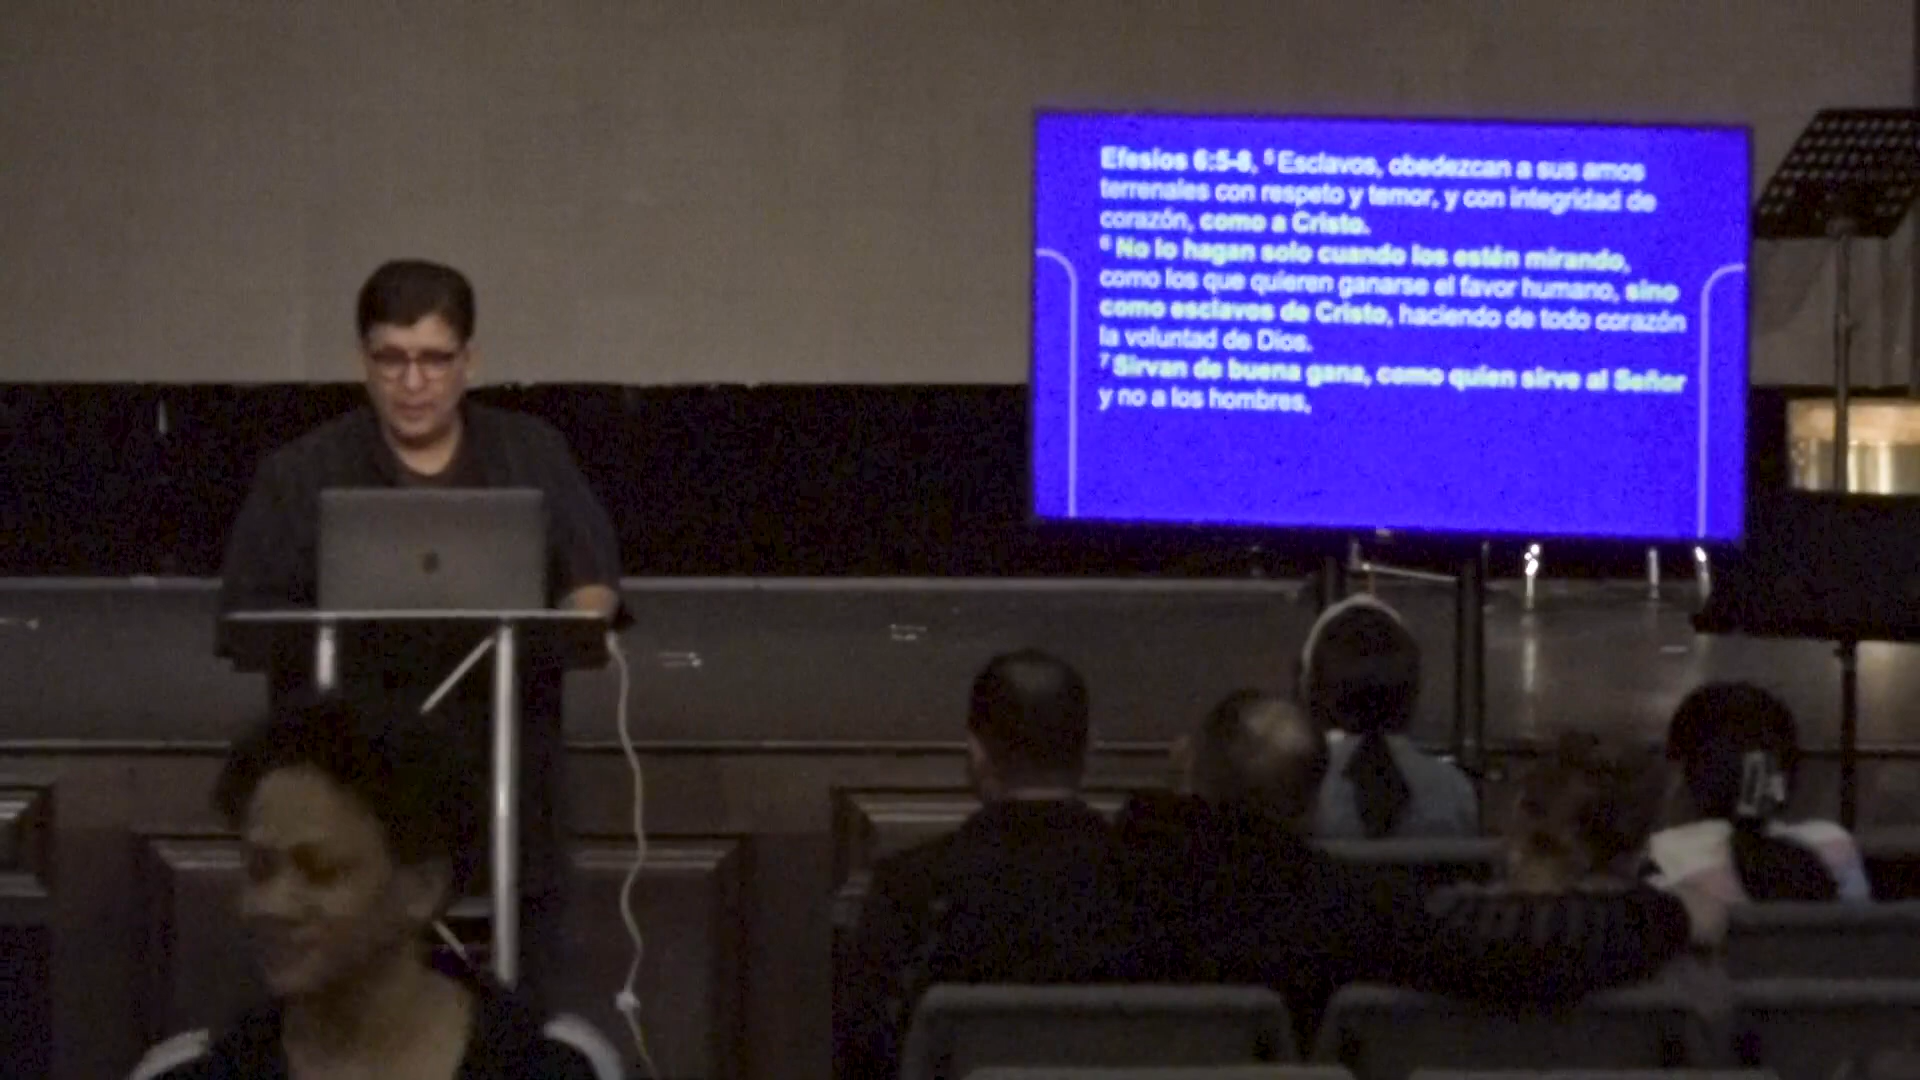 Efesios 6:5-8, ⁵ Esclavos, obedezcan a sus amos
terrenales con respeto y temor, y con integridad de
corazón, como a Cristo.
⁶ No lo hagan solo cuando los estén mirando,
como los que quieren ganarse el favor humano, sino
como esclavos de Cristo, haciendo de todo corazón
la voluntad de Dios.
⁷ Sirvan de buena gana, como quien sirve al Señor
y no a los hombres,